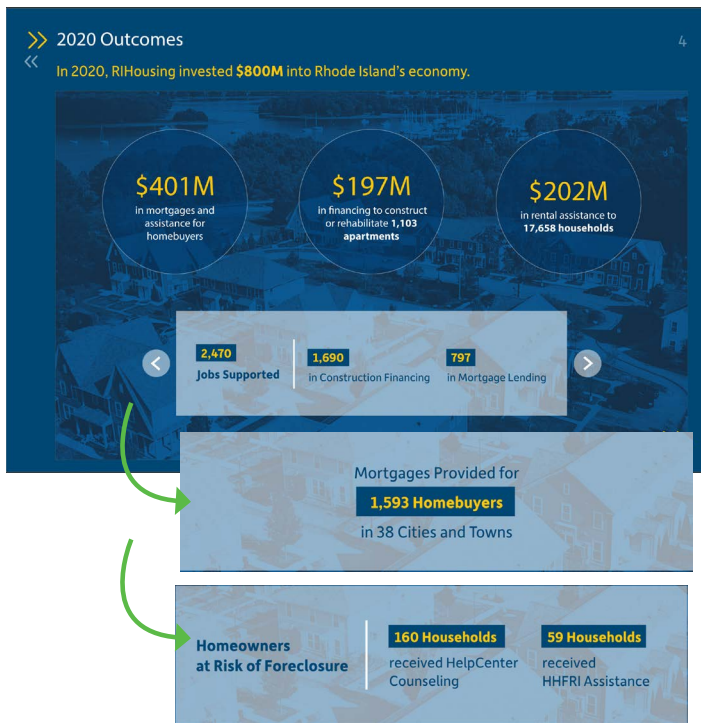 2020 Outcomes
4
In 2020, RIHousing invested $800M into Rhode Island's economy.
$401M
in mortgages and
assistance for
homebuyers
$197M
in financing to construct
or rehabilitate 1,103
apartments
$202M
in rental assistance to
17,658 households
2,470
Jobs Supported
1,690
in Construction Financing
797
in Mortgage Lending
Mortgages Provided for
1,593 Homebuyers
in 38 Cities and Towns
Homeowners
at Risk of Foreclosure
160 Households
received HelpCenter
Counseling
59 Households
received
HHFRI Assistance